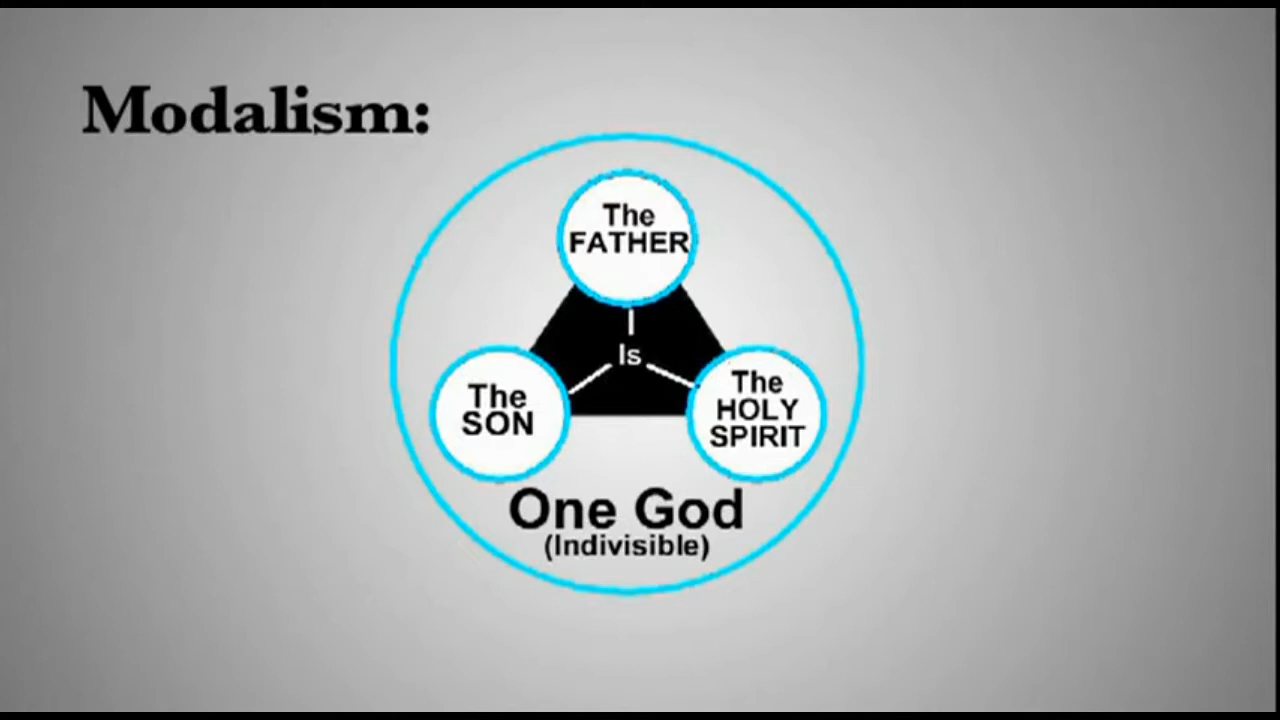 Modalism:
The
FATHER
Is
The
SON
The
HOLY
SPIRIT
One God
(Indivisible)